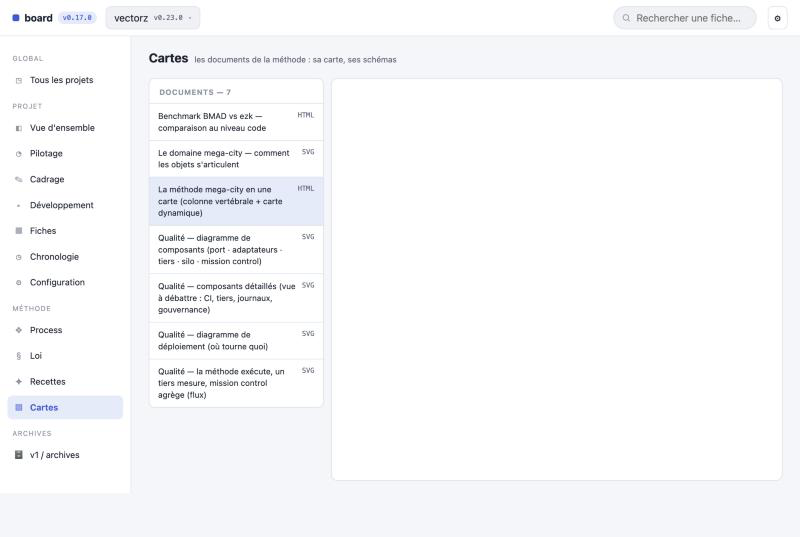 board v0.17.0 vectorz v0.23.0 Rechercher une fiche...
GLOBAL
Tous les projets
PROJET
Vue d'ensemble
Pilotage
Cadrage
Développement
Fiches
Chronologie
Configuration
MÉTHODE
Process
§ Loi
Recettes
Cartes
ARCHIVES
v1 / archives
Cartes les documents de la méthode : sa carte, ses schémas
DOCUMENTS — 7
Benchmark BMAD vs ezk — HTML
comparaison au niveau code
Le domaine mega-city — comment SVG
les objets s'articulent
La méthode mega-city en une HTML
carte (colonne vertébrale + carte
dynamique)
Qualité — diagramme de SVG
composants (port · adaptateurs ·
tiers · silo · mission control)
Qualité — composants détaillés (vue SVG
à débattre : CI, tiers, journaux,
gouvernance)
Qualité — diagramme de SVG
déploiement (où tourne quoi)
Qualité — la méthode exécute, un SVG
tiers mesure, mission control
agrège (flux)